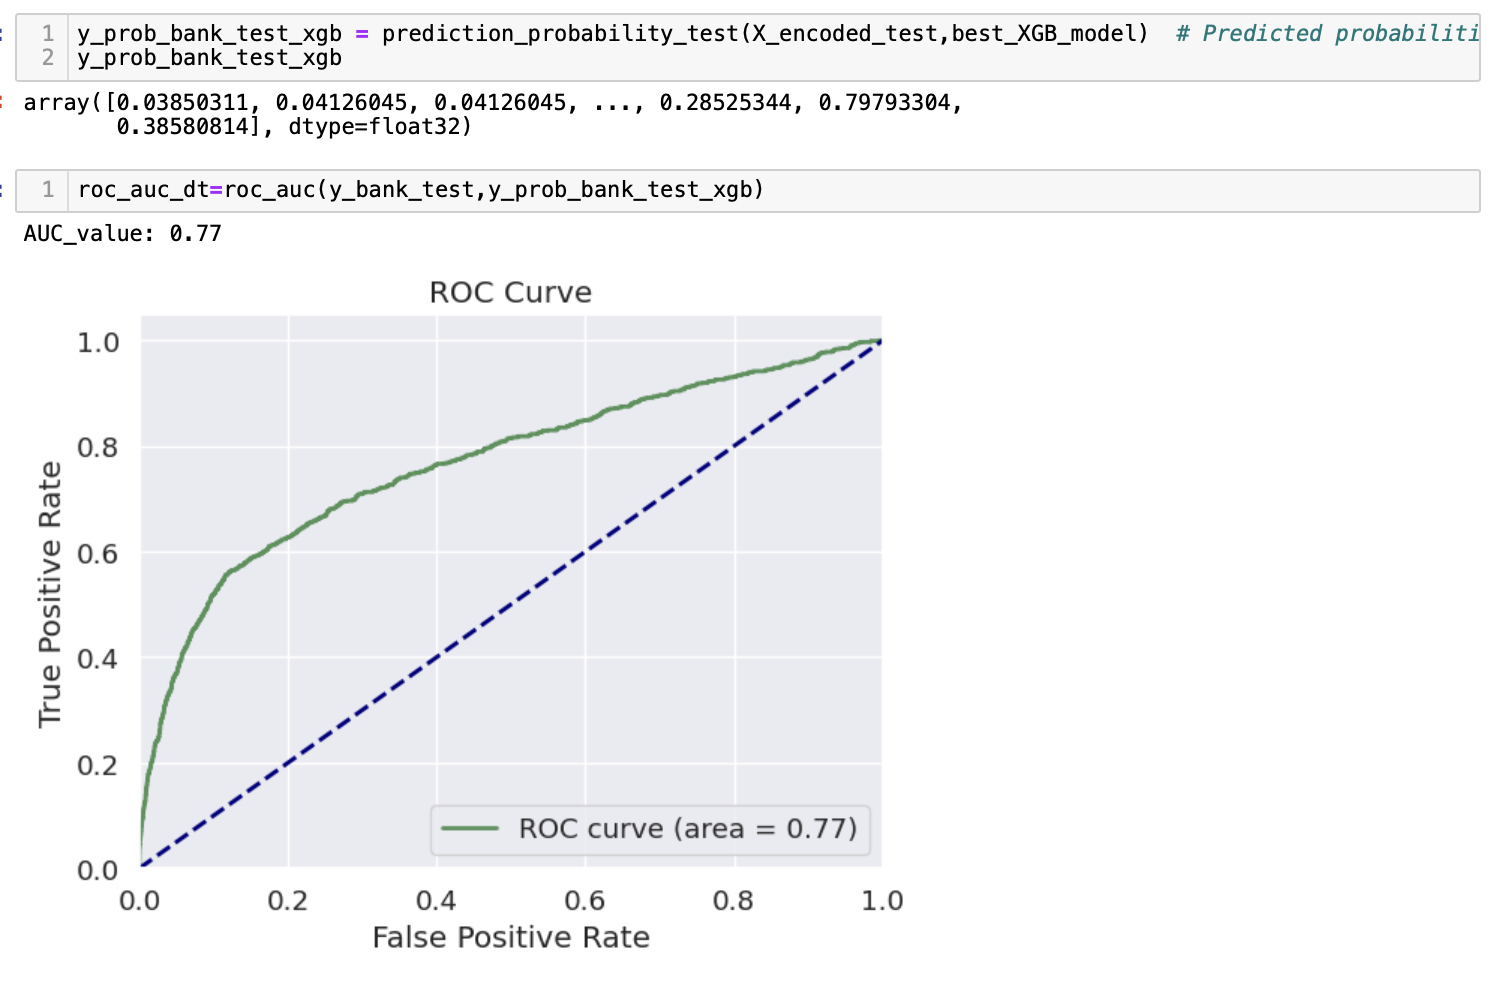 1 y_prob_bank_test_xgb = prediction_probability_test(X_encoded_test,best_XGB_model)  # Predicted probabiliti
2 y_prob_bank_test_xgb
array([0.03850311, 0.04126045, 0.04126045, ..., 0.28525344, 0.79793304,
0.38580814], dtype=float32)
1 roc_auc_dt=roc_auc(y_bank_test,y_prob_bank_test_xgb)
AUC_value: 0.77
ROC Curve
1.0
0.8
0.6
0.4
0.2
0.0
True Positive Rate
ROC curve (area = 0.77)
0.0 0.2 0.4 0.6 0.8 1.0
False Positive Rate